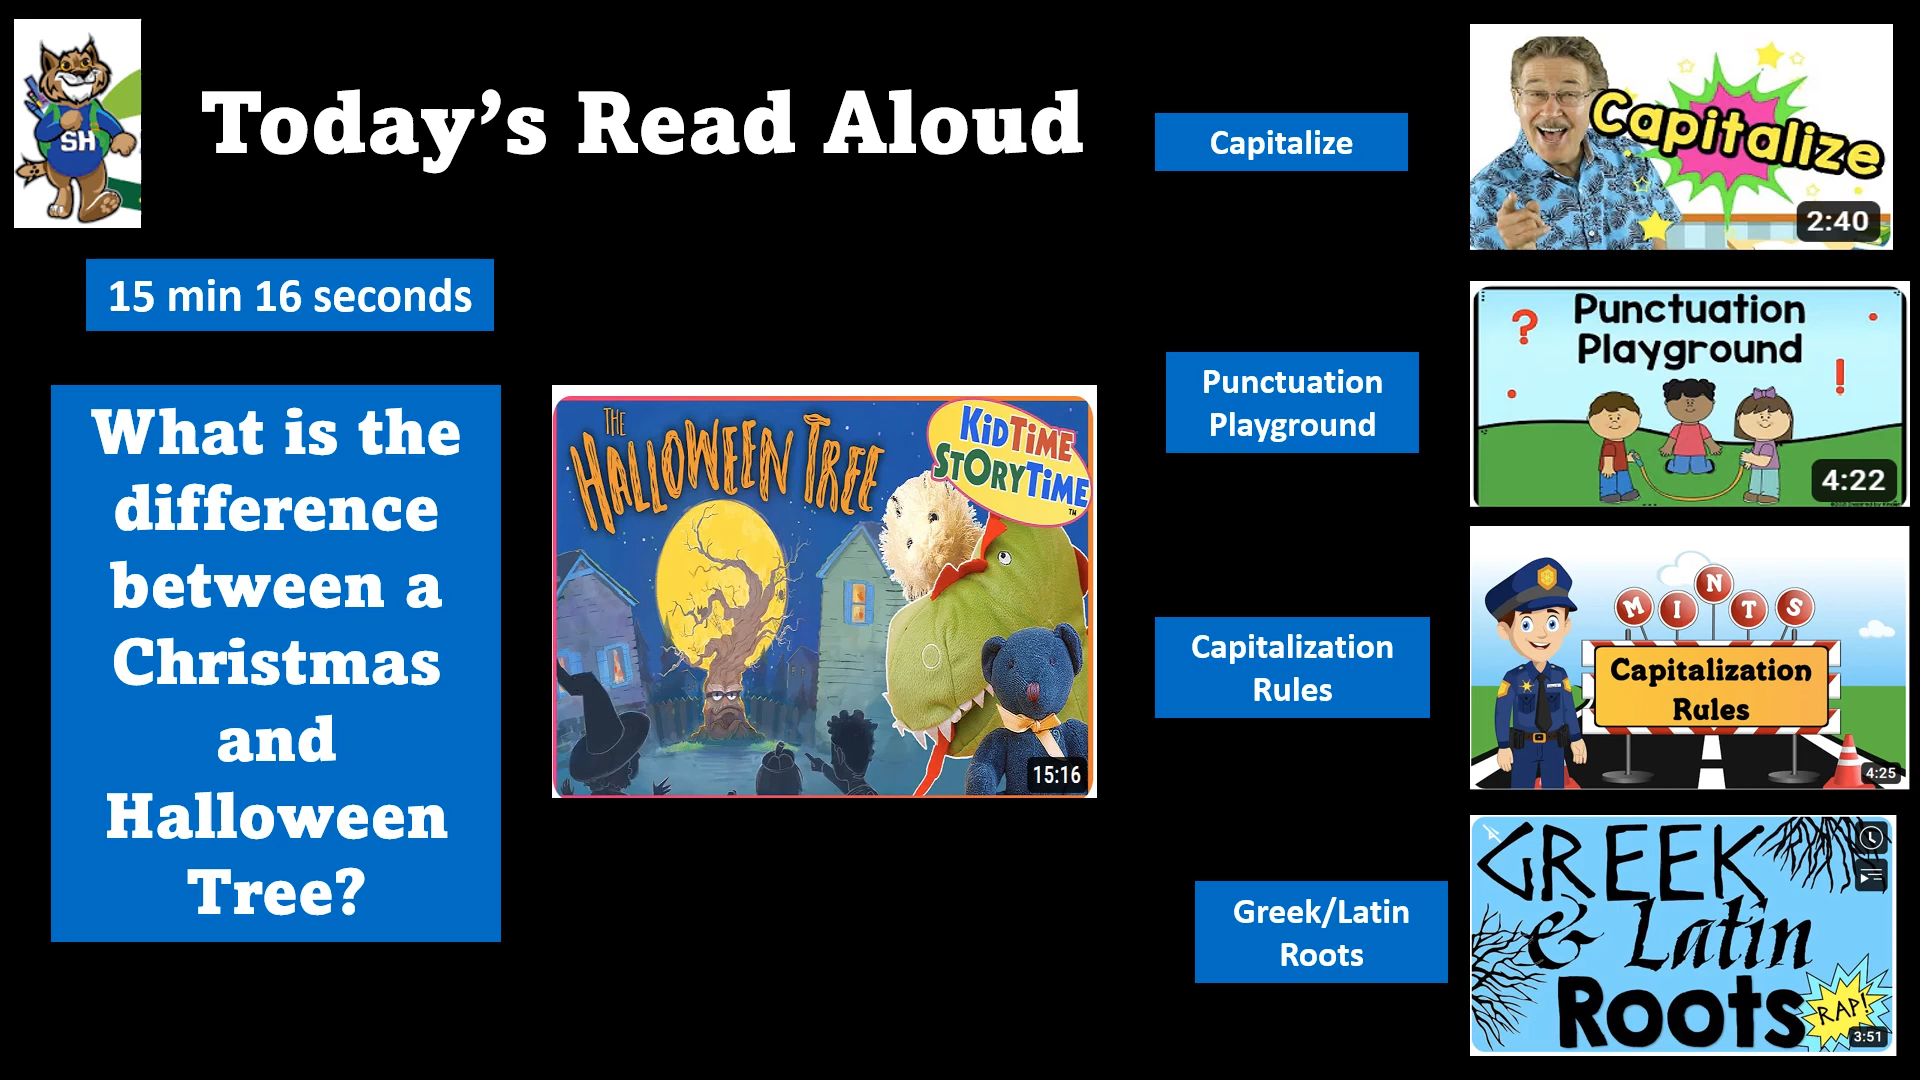 SH
Today's Read Aloud
15 min 16 seconds
What is the
difference
between a
Christmas
and
Halloween
Tree?
THE
HALLOWEEN TREE
KiDTiME
STORYTiME
TM
15:16
Capitalize
Capitalize
2:40
Punctuation
Playground
?
Punctuation
Playground
!
4:22
Capitalization
Rules
M I N T S
Capitalization
Rules
4:25
Greek/Latin
Roots
GREEK
& Latin
Roots
RAP!
3:51